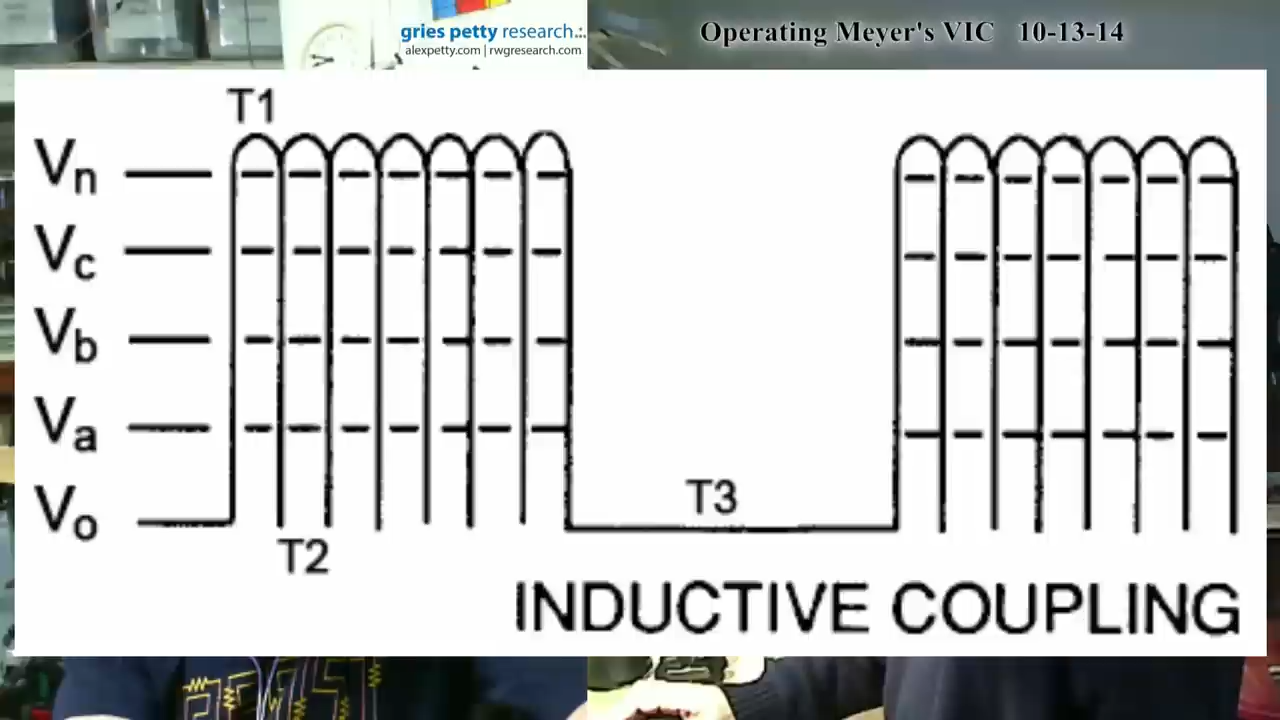 gries petty research.:.
alexpetty.com | rwgresearch.com
Operating Meyer's VIC 10-13-14
T1
Vn
Vc
Vb
Va
Vo
T3
T2
INDUCTIVE COUPLING